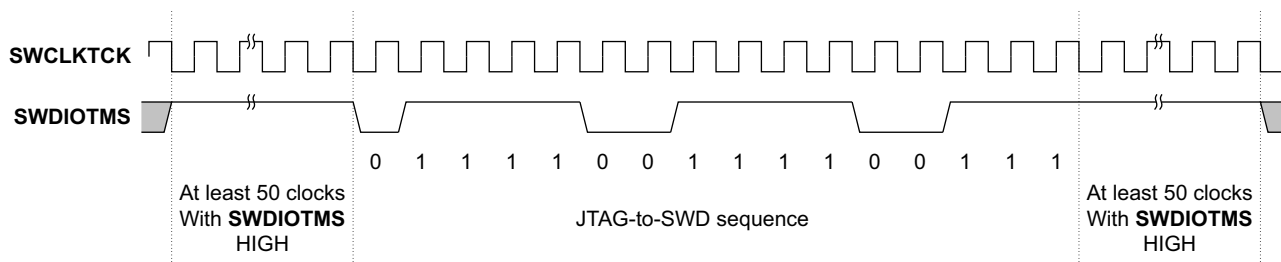 SWCLKTCK
SWDIOTMS
0 1 1 1 1 0 0 1 1 1 1 0 0 1 1 1
At least 50 clocks
With SWDIOTMS
HIGH
JTAG-to-SWD sequence
At least 50 clocks
With SWDIOTMS
HIGH